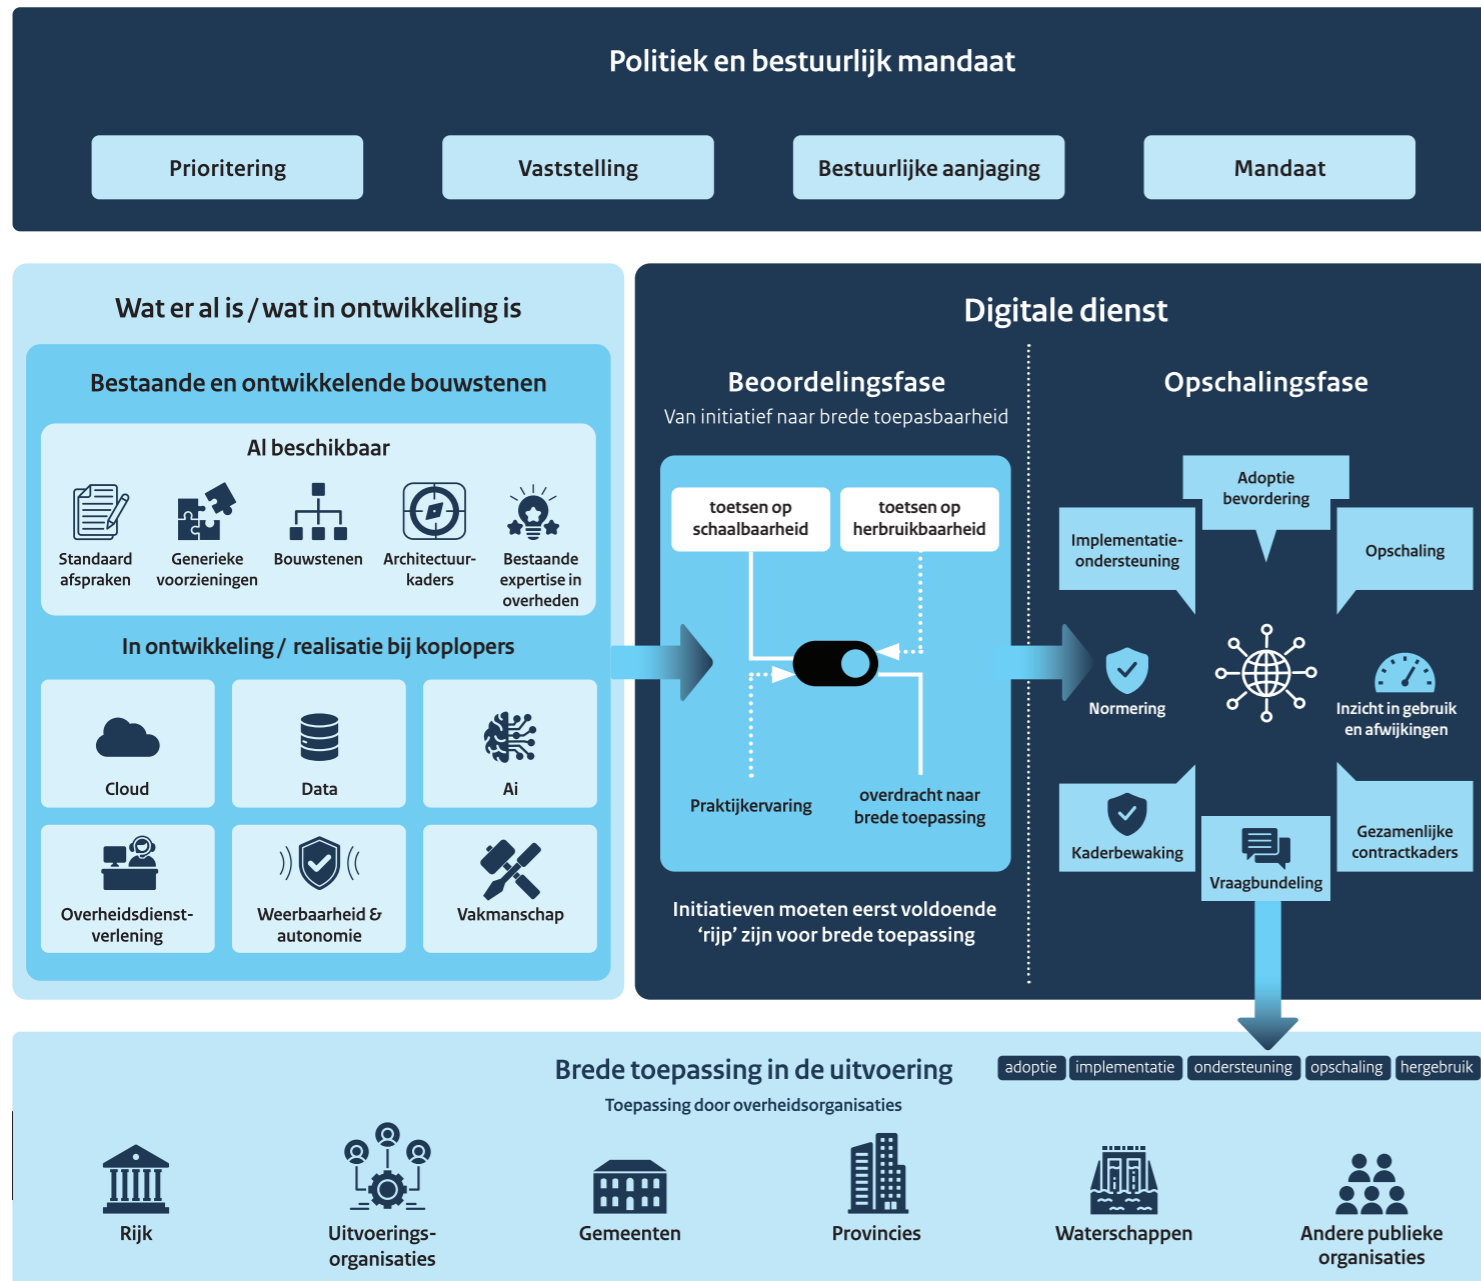 Politiek en bestuurlijk mandaat
Prioritering
Vaststelling
Bestuurlijke aanjaging
Mandaat
Wat er al is / wat in ontwikkeling is
Bestaande en ontwikkelende bouwstenen
Al beschikbaar
Standaard
afspraken
Generieke
voorzieningen
Bouwstenen
Architectuur-
kaders
Bestaande
expertise in
overheden
In ontwikkeling / realisatie bij koplopers
Cloud
Data
Ai
Overheidsdienst-
verlening
Weerbaarheid &
autonomie
Vakmanschap
Digitale dienst
Beoordelingsfase
Van initiatief naar brede toepasbaarheid
toetsen op
schaalbaarheid
toetsen op
herbruikbaarheid
Praktijkervaring
overdracht naar
brede toepassing
Initiatieven moeten eerst voldoende
‘rijp’ zijn voor brede toepassing
Opschalingsfase
Adoptie
bevordering
Implementatie-
ondersteuning
Opschaling
Normering
Inzicht in gebruik
en afwijkingen
Kaderbewaking
Vraagbundeling
Gezamenlijke
contractkaders
Brede toepassing in de uitvoering
adoptie
implementatie
ondersteuning
opschaling
hergebruik
Toepassing door overheidsorganisaties
Rijk
Uitvoerings-
organisaties
Gemeenten
Provincies
Waterschappen
Andere publieke
organisaties